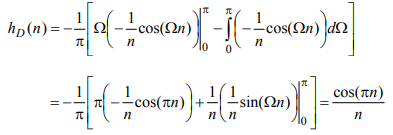 h_D(n) = -\frac{1}{\pi}\left[ \Omega\left(-\frac{1}{n}\cos(\Omega n)\right)\Big|_0^\pi - \int_0^\pi \left(-\frac{1}{n}\cos(\Omega n)\right) d\Omega \right]
= -\frac{1}{\pi}\left[ \pi\left(-\frac{1}{n}\cos(\pi n)\right) + \frac{1}{n}\left(\frac{1}{n}\sin(\Omega n)\right)\Big|_0^\pi \right] = \frac{\cos(\pi n)}{n}